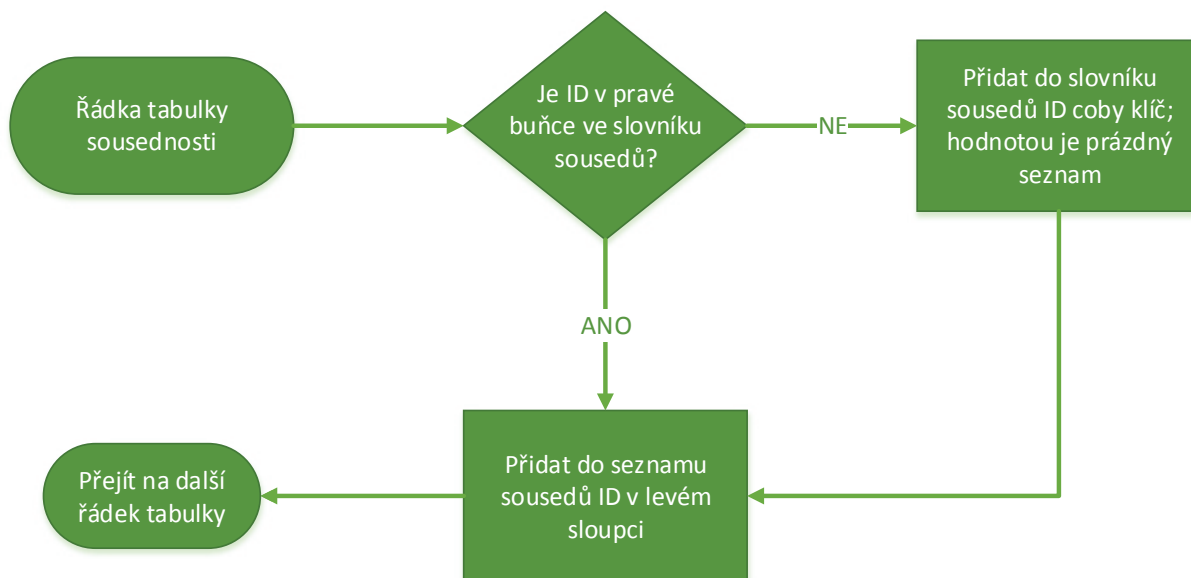 Řádka tabulky
sousednosti
Je ID v pravé
buňce ve slovníku
sousedů?
NE
Přidat do slovníku
sousedů ID coby klíč;
hodnotou je prázdný
seznam
ANO
Přidat do seznamu
sousedů ID v levém
sloupci
Přejít na další
řádek tabulky